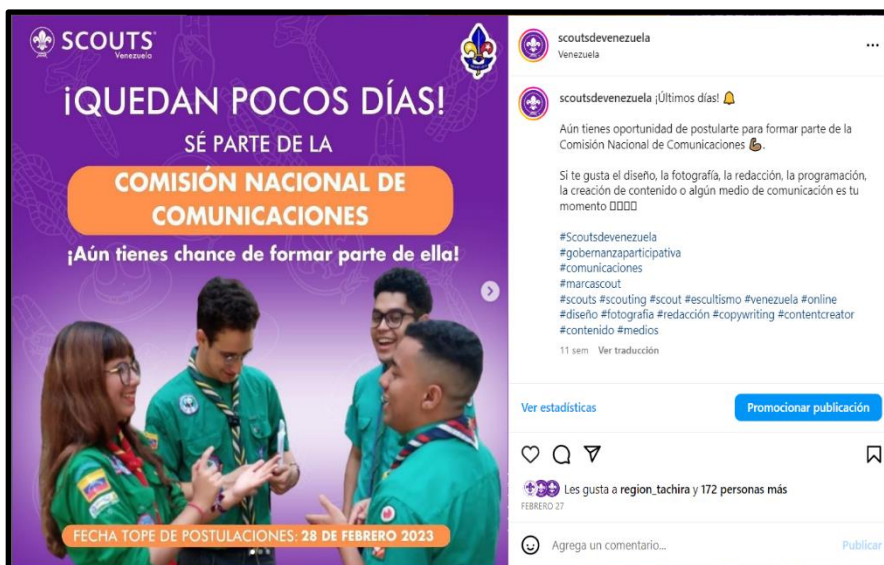 SCOUTS
Venezuela
¡QUEDAN POCOS DÍAS!
SÉ PARTE DE LA
COMISIÓN NACIONAL DE
COMUNICACIONES
¡Aún tienes chance de formar parte de ella!
FECHA TOPE DE POSTULACIONES: 28 DE FEBRERO 2023
scoutsdevenezuela
Venezuela
scoutsdevenezuela ¡Últimos días! 🔔
Aún tienes oportunidad de postularte para formar parte de la
Comisión Nacional de Comunicaciones 💪🏾.
Si te gusta el diseño, la fotografía, la redacción, la programación,
la creación de contenido o algún medio de comunicación es tu
momento
#Scoutsdevenezuela
#gobernanzaparticipativa
#comunicaciones
#marcascout
#scouts #scouting #scout #escultismo #venezuela #online
#diseño #fotografia #redacción #copywriting #contentcreator
#contenido #medios
11 sem Ver traducción
Ver estadísticas
Promocionar publicación
Les gusta a region_tachira y 172 personas más
FEBRERO 27
Agrega un comentario...
Publicar